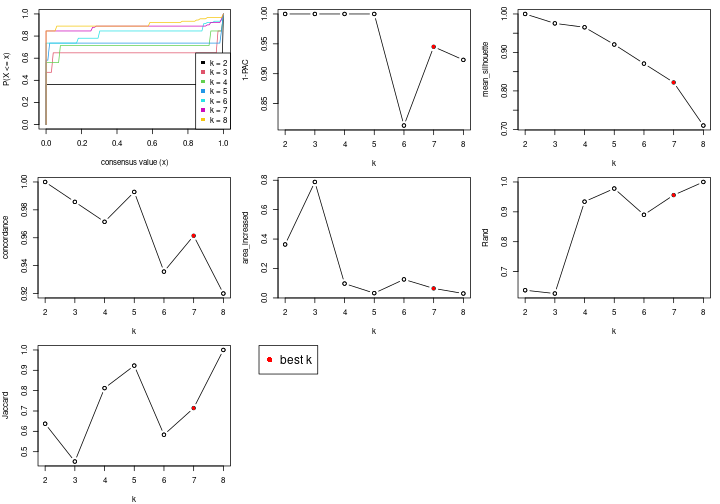 P(X <= x)
0.0 0.2 0.4 0.6 0.8 1.0
k = 2
k = 3
k = 4
k = 5
k = 6
k = 7
k = 8
0.0 0.2 0.4 0.6 0.8 1.0
consensus value (x)
1-PAC
0.85 0.90 0.95 1.00
2 3 4 5 6 7 8
k
mean_silhouette
0.70 0.80 0.90 1.00
2 3 4 5 6 7 8
k
concordance
0.92 0.94 0.96 0.98 1.00
2 3 4 5 6 7 8
k
area_increased
0.0 0.2 0.4 0.6 0.8
2 3 4 5 6 7 8
k
Rand
0.7 0.8 0.9 1.0
2 3 4 5 6 7 8
k
Jaccard
0.5 0.6 0.7 0.8 0.9 1.0
2 3 4 5 6 7 8
k
best k